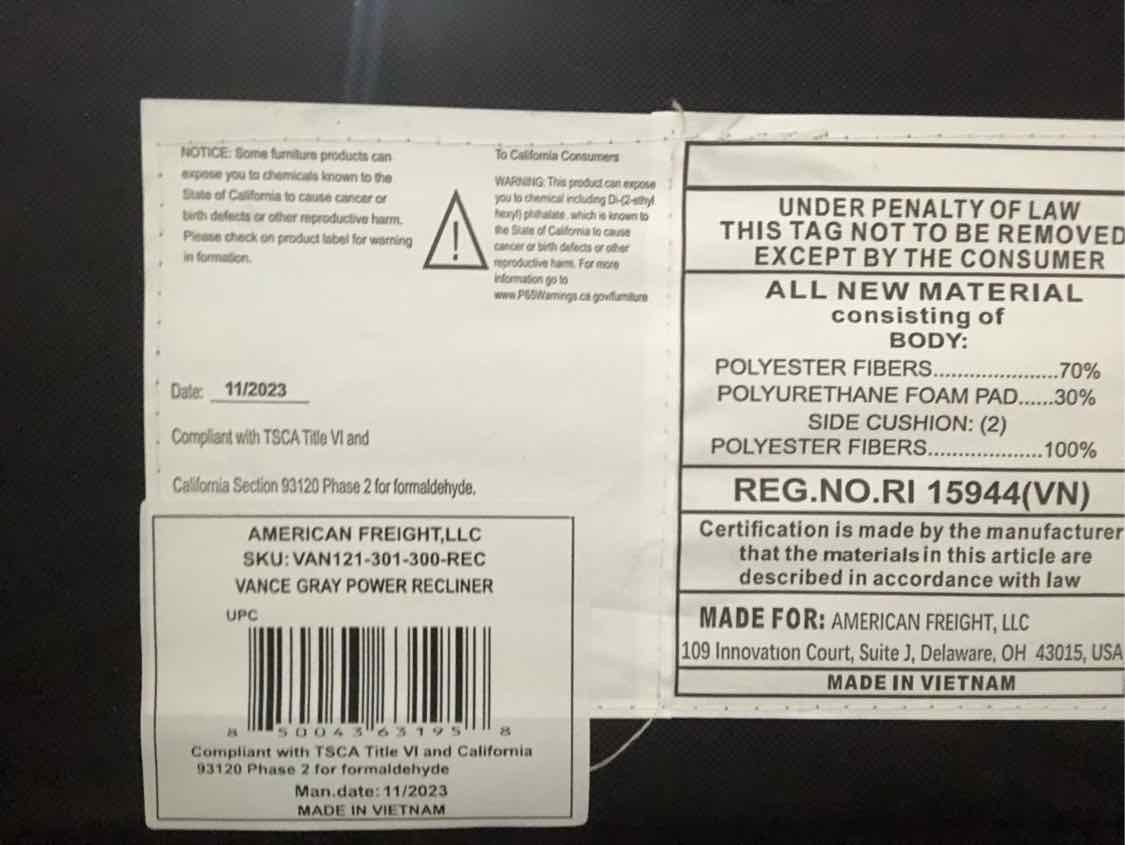 NOTICE: Some furniture products can
expose you to chemicals known to the
State of California to cause cancer or
birth defects or other reproductive harm.
Please check on product label for warning
in formation.
To California Consumers
WARNING: This product can expose
you to chemical including Di-(2-ethyl
hexyl) phthalate, which is known to
the State of California to cause
cancer or birth defects or other
reproductive harm. For more
information go to
www.P65Warnings.ca.gov/furniture
Date: 11/2023
Compliant with TSCA Title VI and
California Section 93120 Phase 2 for formaldehyde.
AMERICAN FREIGHT,LLC
SKU: VAN121-301-300-REC
VANCE GRAY POWER RECLINER
UPC
8 50043 63195 8
Compliant with TSCA Title VI and California
93120 Phase 2 for formaldehyde
Man.date: 11/2023
MADE IN VIETNAM
UNDER PENALTY OF LAW
THIS TAG NOT TO BE REMOVED
EXCEPT BY THE CONSUMER
ALL NEW MATERIAL
consisting of
BODY:
POLYESTER FIBERS....................70%
POLYURETHANE FOAM PAD......30%
SIDE CUSHION: (2)
POLYESTER FIBERS..................100%
REG.NO.RI 15944(VN)
Certification is made by the manufacturer
that the materials in this article are
described in accordance with law
MADE FOR: AMERICAN FREIGHT, LLC
109 Innovation Court, Suite J, Delaware, OH 43015, USA
MADE IN VIETNAM